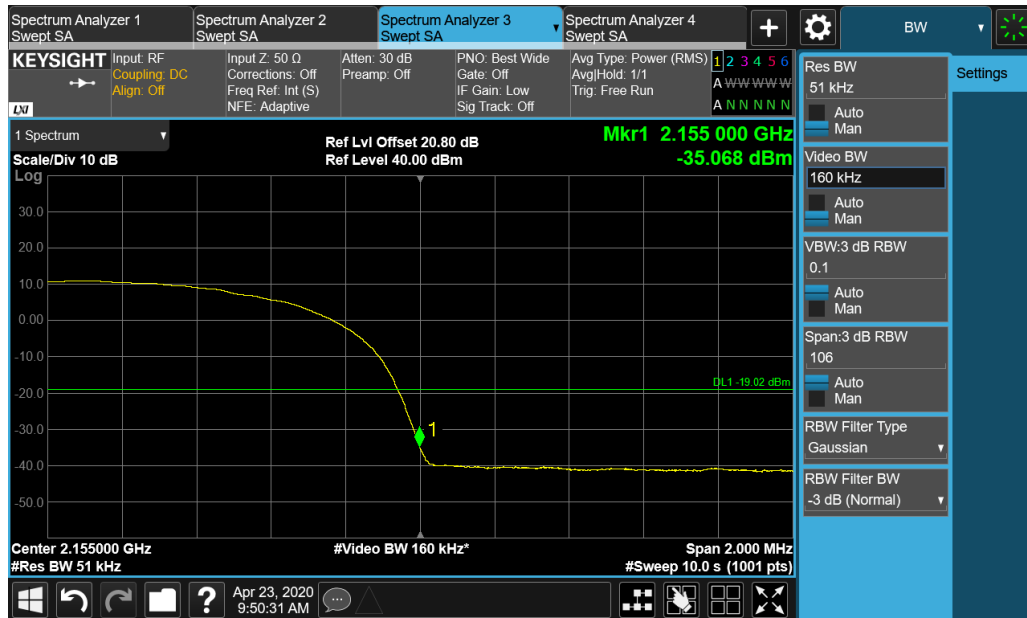 Spectrum Analyzer 1
Swept SA
Spectrum Analyzer 2
Swept SA
Spectrum Analyzer 3
Swept SA
Spectrum Analyzer 4
Swept SA
BW
KEYSIGHT
LXI
Input: RF
Coupling: DC
Align: Off
Input Z: 50 Ω
Corrections: Off
Freq Ref: Int (S)
NFE: Adaptive
Atten: 30 dB
Preamp: Off
PNO: Best Wide
Gate: Off
IF Gain: Low
Sig Track: Off
Avg Type: Power (RMS)
Avg|Hold: 1/1
Trig: Free Run
1 2 3 4 5 6
A W W W W W
A N N N N N
1 Spectrum
Scale/Div 10 dB
Ref Lvl Offset 20.80 dB
Ref Level 40.00 dBm
Mkr1 2.155 000 GHz
-35.068 dBm
Log
30.0
20.0
10.0
0.00
-10.0
-20.0
-30.0
-40.0
-50.0
DL1 -19.02 dBm
1
Center 2.155000 GHz
#Video BW 160 kHz*
Span 2.000 MHz
#Res BW 51 kHz
#Sweep 10.0 s (1001 pts)
Res BW
51 kHz
Auto
Man
Video BW
160 kHz
Auto
Man
VBW:3 dB RBW
0.1
Auto
Man
Span:3 dB RBW
106
Auto
Man
RBW Filter Type
Gaussian
RBW Filter BW
-3 dB (Normal)
Settings
?
Apr 23, 2020
9:50:31 AM